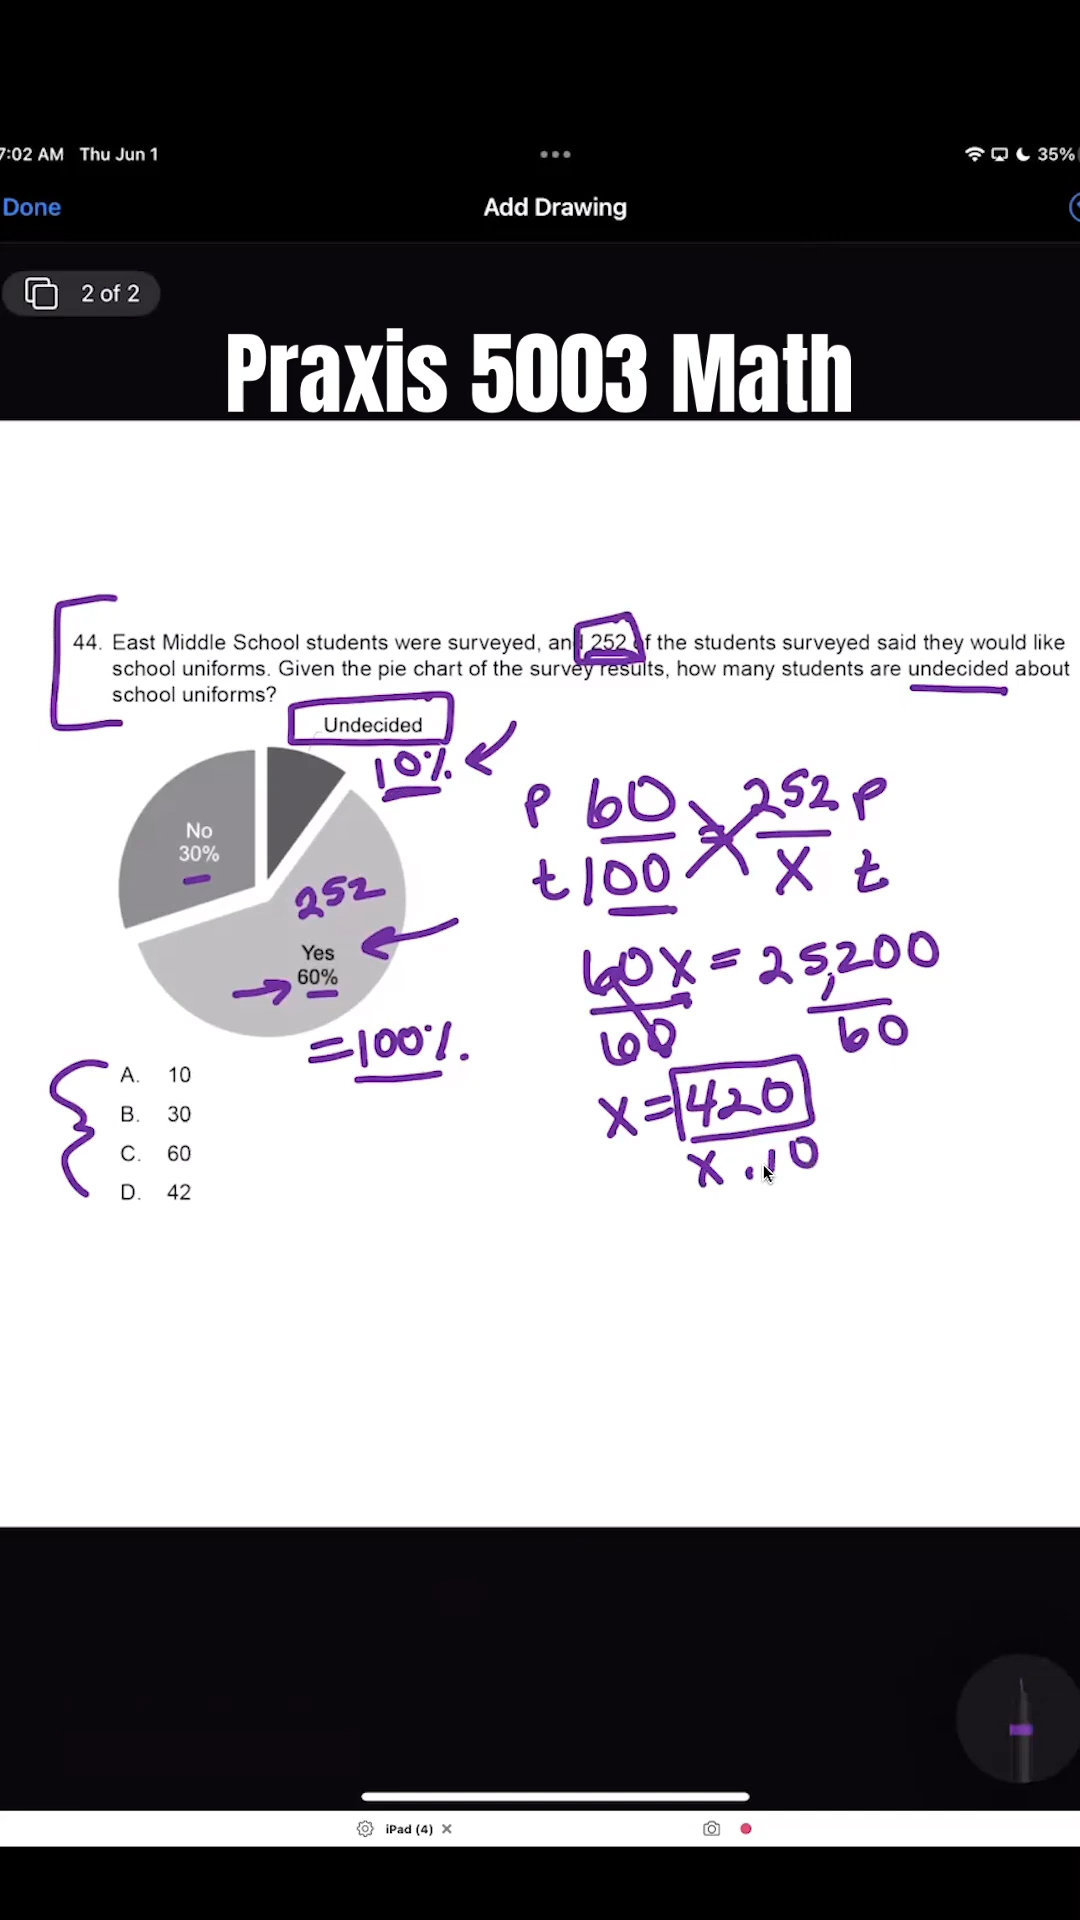 7:02 AM Thu Jun 1
35%
Done
Add Drawing
2 of 2
Praxis 5003 Math
44. East Middle School students were surveyed, and 252 of the students surveyed said they would like
school uniforms. Given the pie chart of the survey results, how many students are undecided about
school uniforms?
Undecided
10%
No
30%
252
Yes
60%
=100%.
P 60 = 252 P
t 100 X t
60x = 25,200
60 60
x = 420
x .10
A. 10
B. 30
C. 60
D. 42
iPad (4)